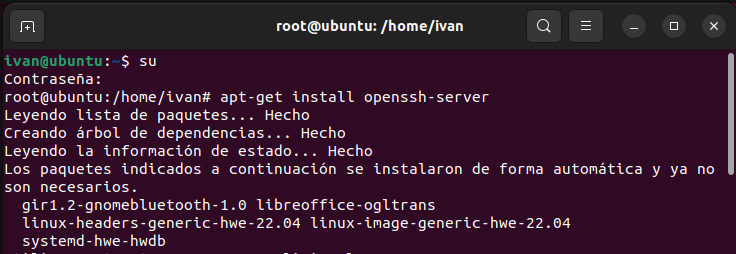 root@ubuntu: /home/ivan
ivan@ubuntu:~$ su
Contraseña:
root@ubuntu:/home/ivan# apt-get install openssh-server
Leyendo lista de paquetes... Hecho
Creando árbol de dependencias... Hecho
Leyendo la información de estado... Hecho
Los paquetes indicados a continuación se instalaron de forma automática y ya no
son necesarios.
gir1.2-gnomebluetooth-1.0 libreoffice-ogltrans
linux-headers-generic-hwe-22.04 linux-image-generic-hwe-22.04
systemd-hwe-hwdb